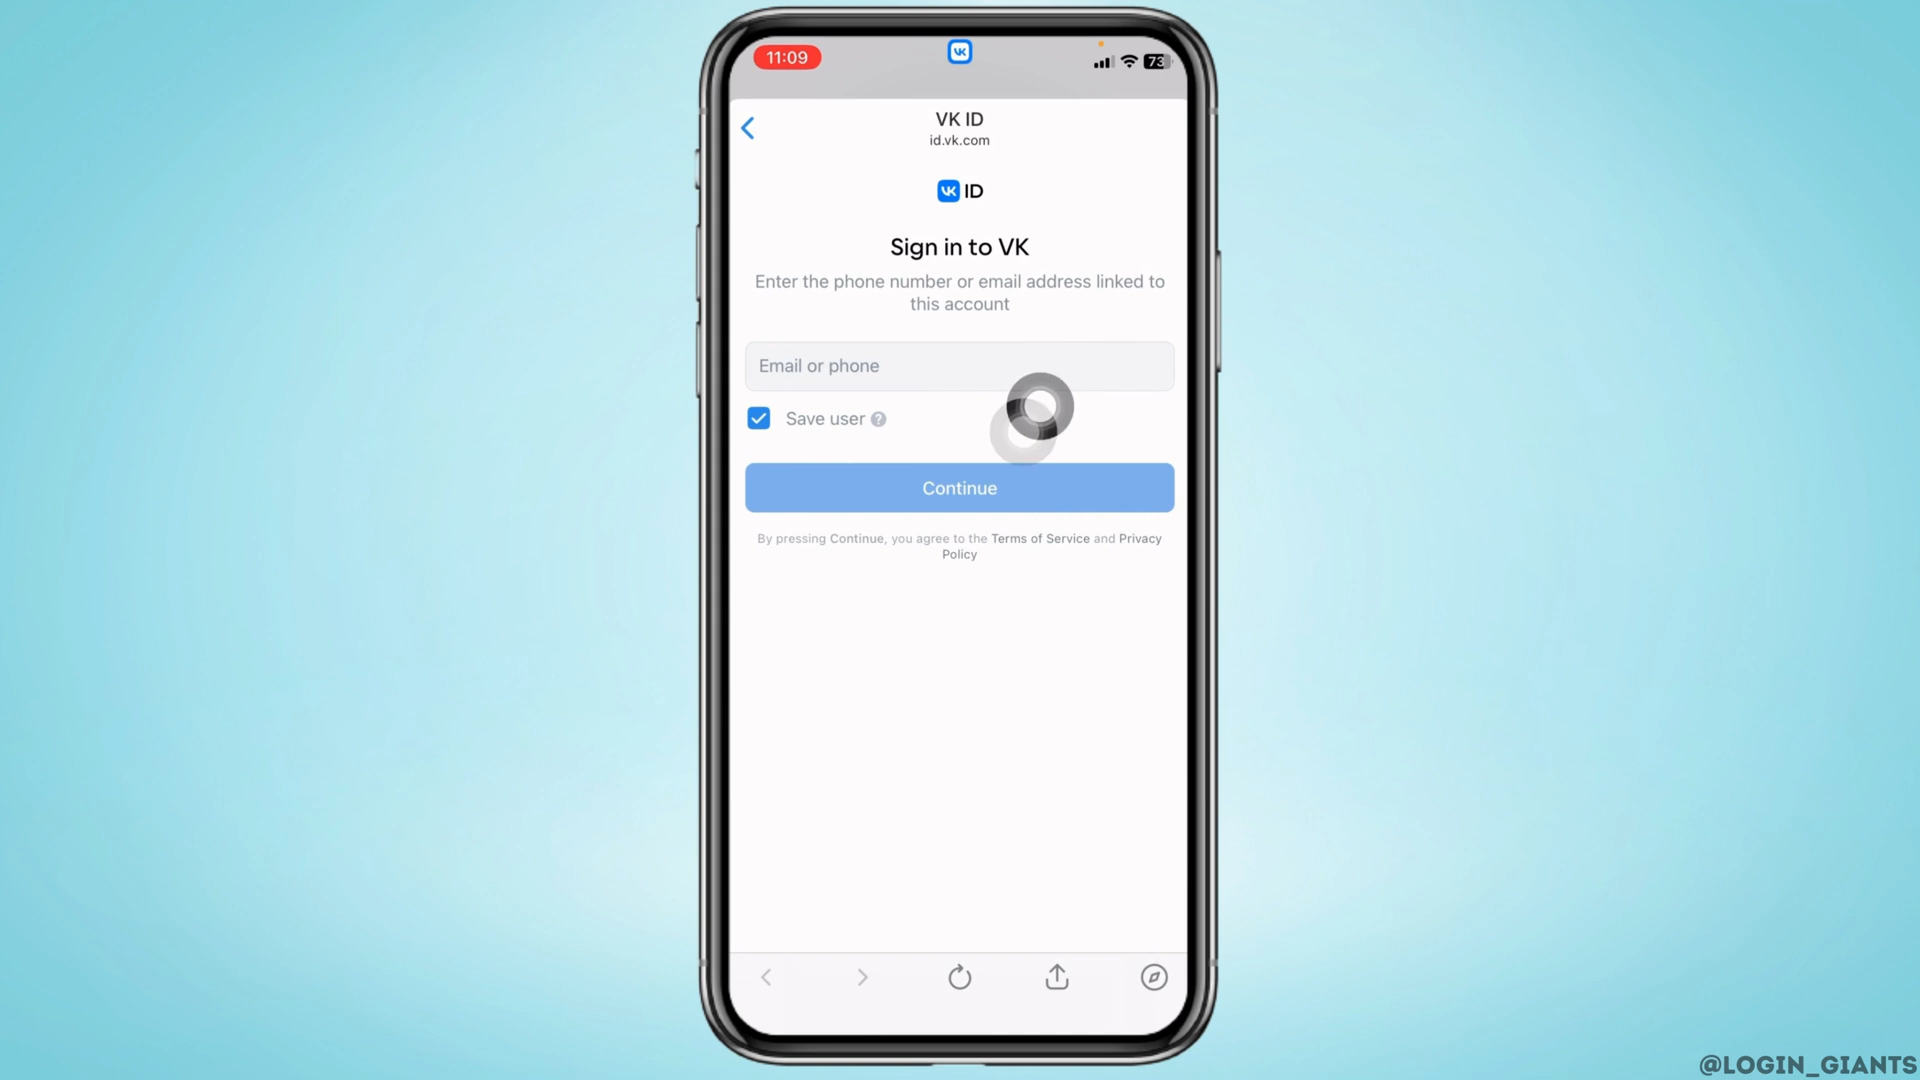 11:09
73
VK ID
id.vk.com
VK ID
Sign in to VK
Enter the phone number or email address linked to
this account
Email or phone
Save user ?
Continue
By pressing Continue, you agree to the Terms of Service and Privacy
Policy
@LOGIN_GIANTS